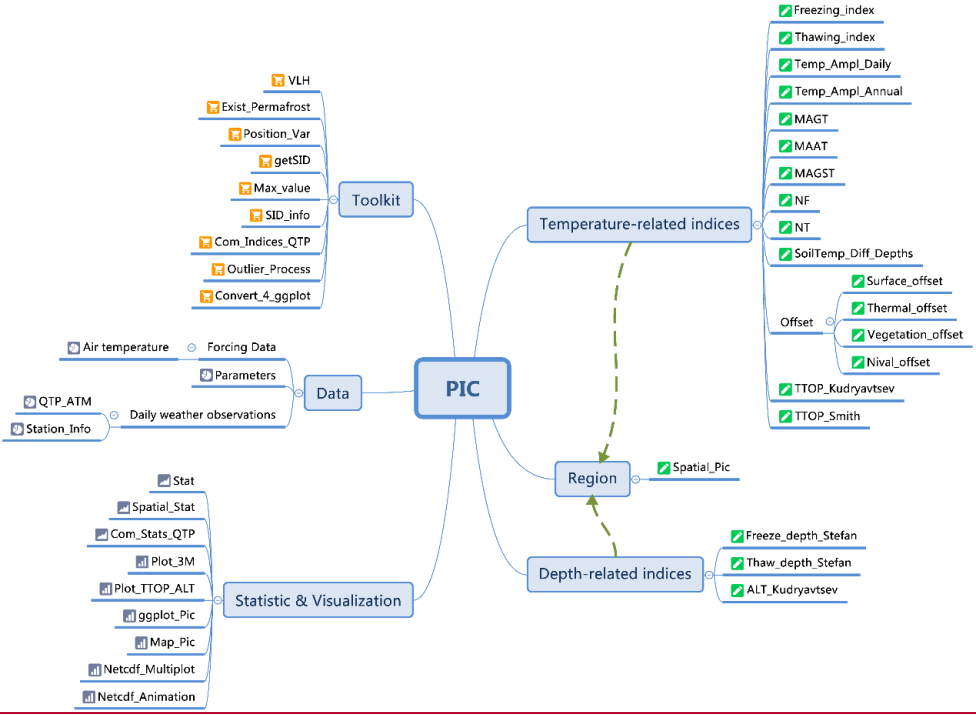 PIC
Toolkit
VLH
Exist_Permafrost
Position_Var
getSID
Max_value
SID_info
Com_Indices_QTP
Outlier_Process
Convert_4_ggplot
Data
Forcing Data
Air temperature
Parameters
Daily weather observations
QTP_ATM
Station_Info
Statistic & Visualization
Stat
Spatial_Stat
Com_Stats_QTP
Plot_3M
Plot_TTOP_ALT
ggplot_Pic
Map_Pic
Netcdf_Multiplot
Netcdf_Animation
Temperature-related indices
Freezing_index
Thawing_index
Temp_Ampl_Daily
Temp_Ampl_Annual
MAGT
MAAT
MAGST
NF
NT
SoilTemp_Diff_Depths
Offset
Surface_offset
Thermal_offset
Vegetation_offset
Nival_offset
TTOP_Kudryavtsev
TTOP_Smith
Region
Spatial_Pic
Depth-related indices
Freeze_depth_Stefan
Thaw_depth_Stefan
ALT_Kudryavtsev